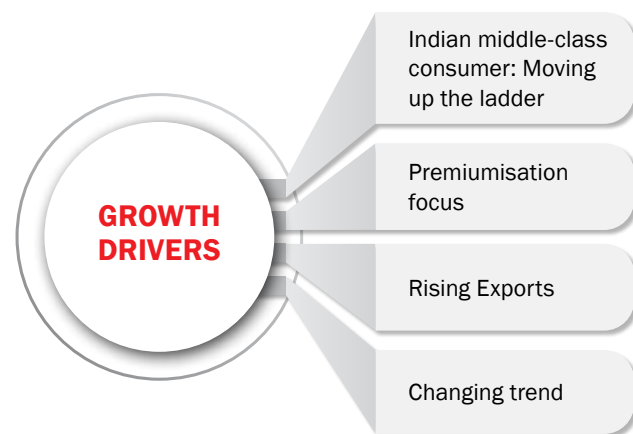 GROWTH
DRIVERS
Indian middle-class
consumer: Moving
up the ladder
Premiumisation
focus
Rising Exports
Changing trend